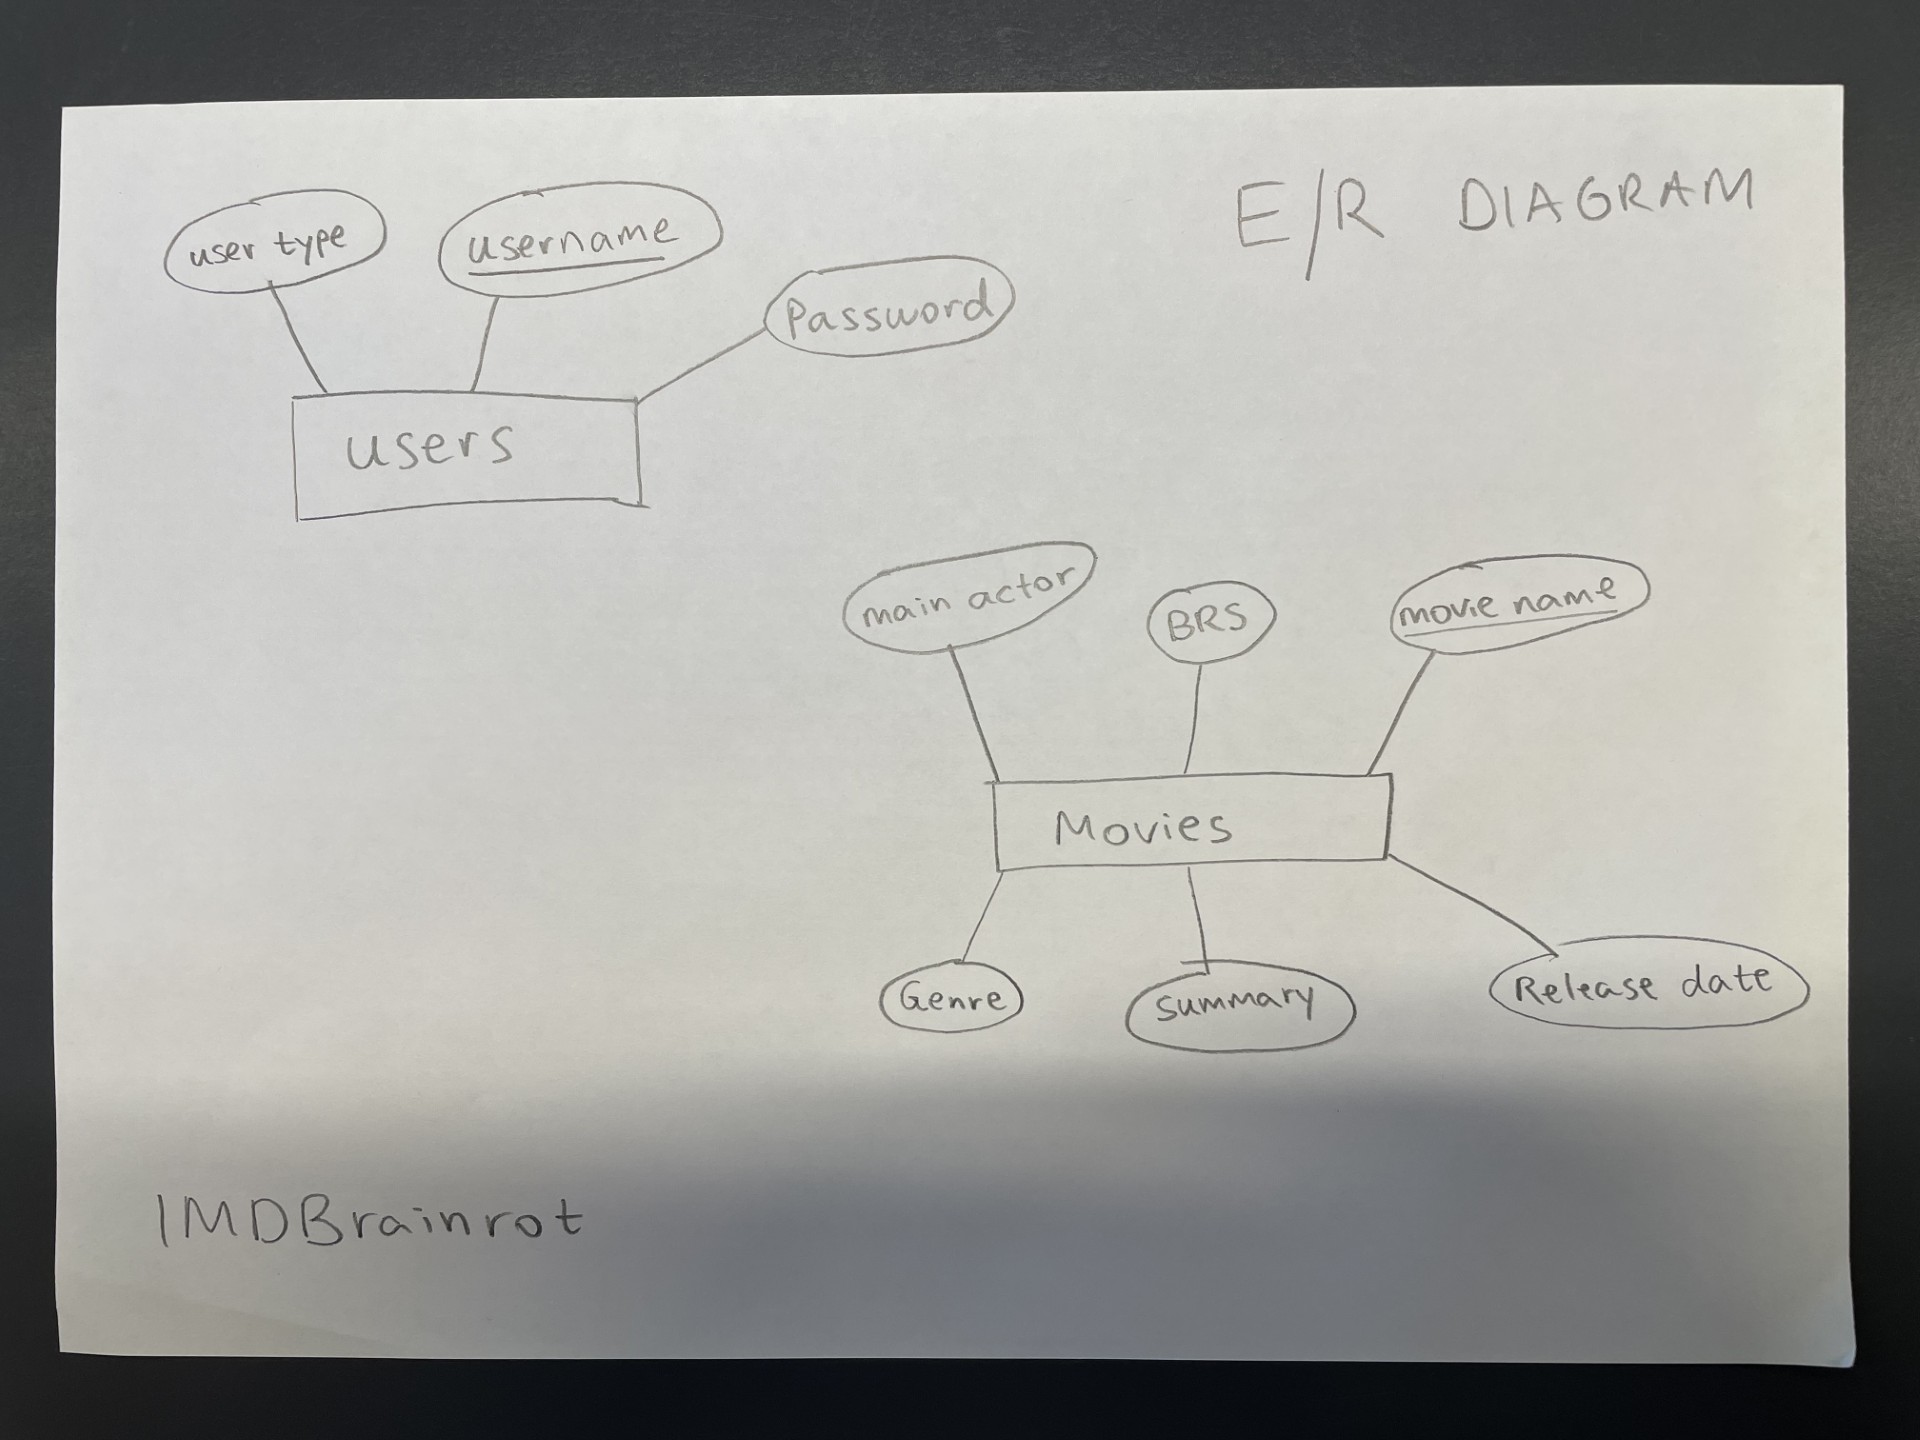 E/R DIAGRAM
user type
username
Password
users
main actor
BRS
movie name
Movies
Genre
summary
Release date
IMDBrainrot